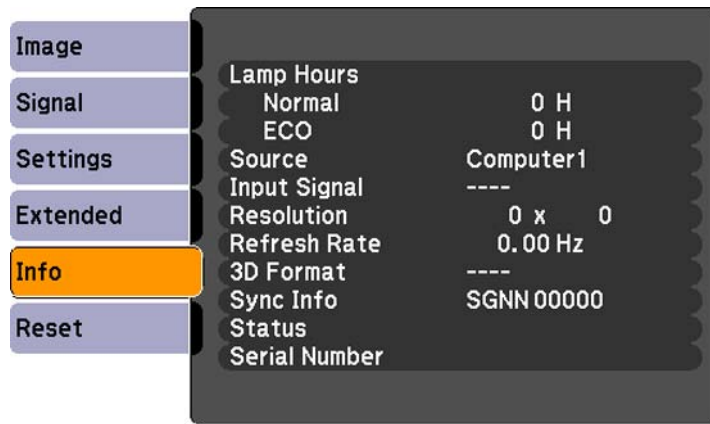 Image
Signal
Settings
Extended
Info
Reset
Lamp Hours
Normal 0 H
ECO 0 H
Source Computer1
Input Signal ----
Resolution 0 x 0
Refresh Rate 0.00 Hz
3D Format ----
Sync Info SGNN 00000
Status
Serial Number